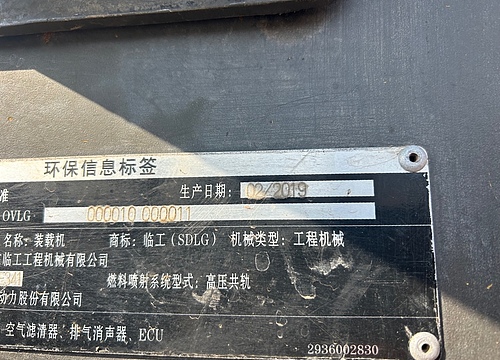 环保信息标签
准 生产日期: 02/2019
OVLG 000010 000011
名称: 装载机 商标: 临工 (SDLG) 机械类型: 工程机械
临工工程机械有限公司
燃料喷射系统型式: 高压共轨
动力股份有限公司
空气滤清器、排气消声器、ECU
2936002830